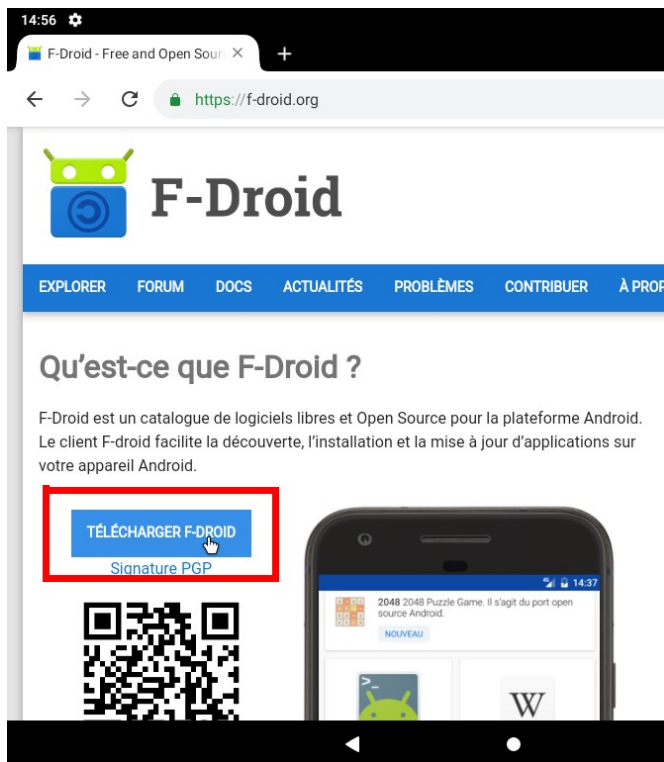 14:56
F-Droid - Free and Open Sour
https://f-droid.org
F-Droid
EXPLORER FORUM DOCS ACTUALITÉS PROBLÈMES CONTRIBUER À PROP
Qu’est-ce que F-Droid ?
F-Droid est un catalogue de logiciels libres et Open Source pour la plateforme Android.
Le client F-droid facilite la découverte, l’installation et la mise à jour d’applications sur
votre appareil Android.
TÉLÉCHARGER F-DROID
Signature PGP
14:37
2048 2048 Puzzle Game. Il s’agit du port open
source Android.
NOUVEAU
>_
W